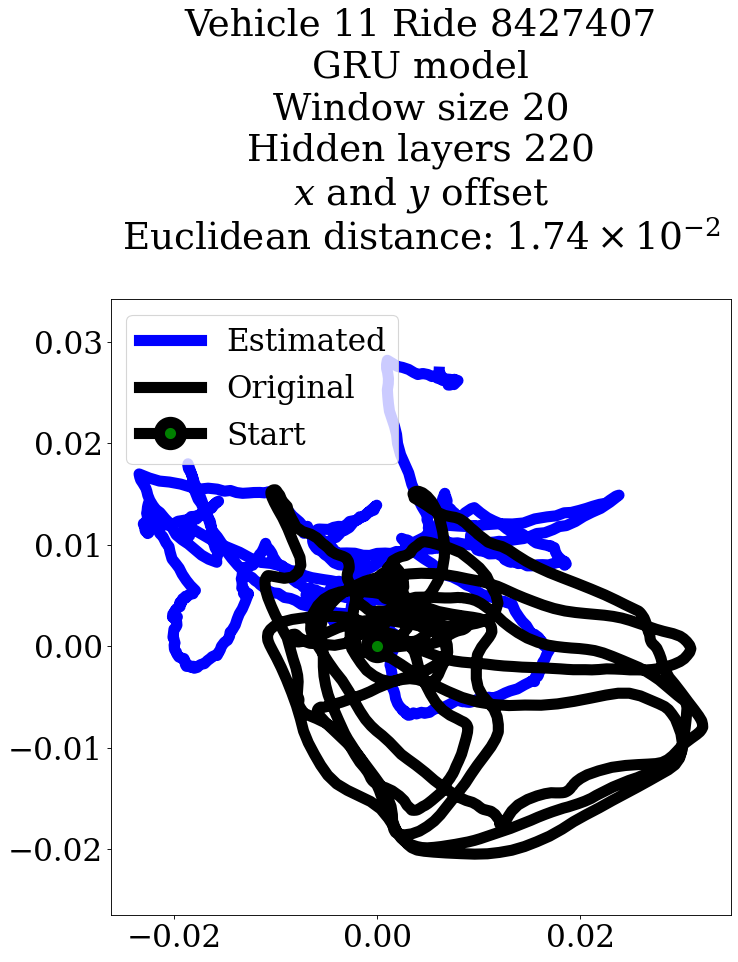 Vehicle 11 Ride 8427407
GRU model
Window size 20
Hidden layers 220
x and y offset
Euclidean distance: 1.74 × 10⁻²
Estimated
Original
Start
0.03
0.02
0.01
0.00
−0.01
−0.02
−0.02 0.00 0.02